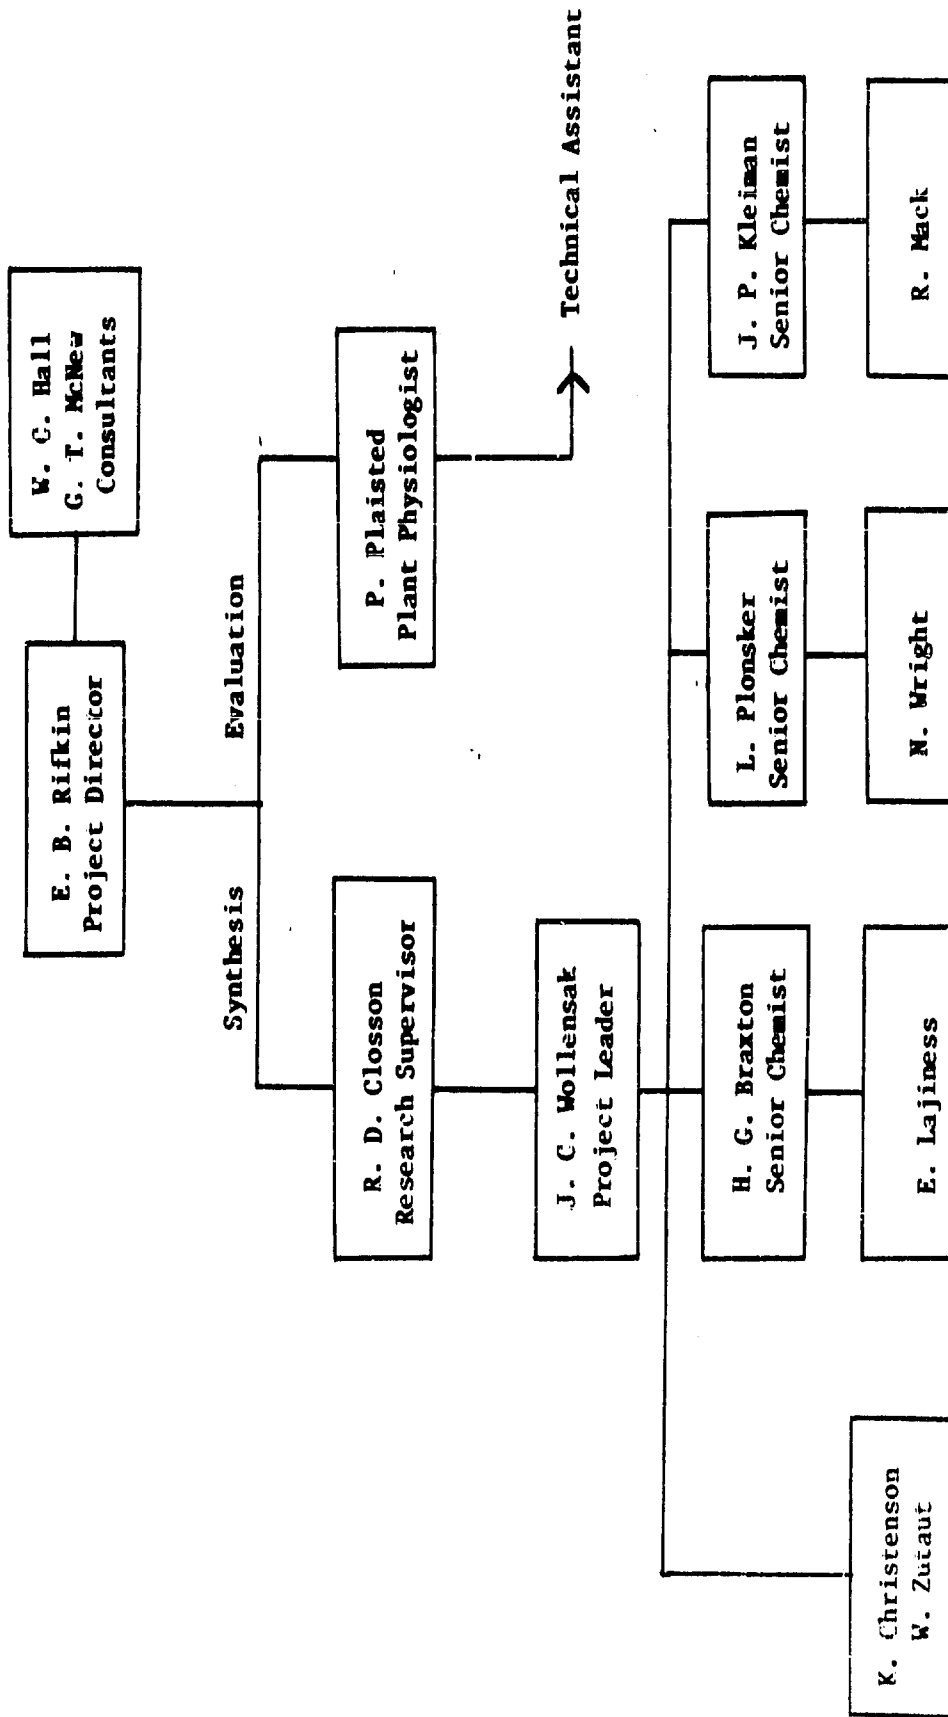 W. C. Hall
G. T. McNew
Consultants
E. B. Rifkin
Project Director
Synthesis
Evaluation
R. D. Closson
Research Supervisor
P. Plaisted
Plant Physiologist
Technical Assistant
J. C. Wollensak
Project Leader
H. G. Braxton
Senior Chemist
L. Plonsker
Senior Chemist
J. P. Kleiman
Senior Chemist
K. Christenson
W. Zutaut
E. Lajiness
N. Wright
R. Mack